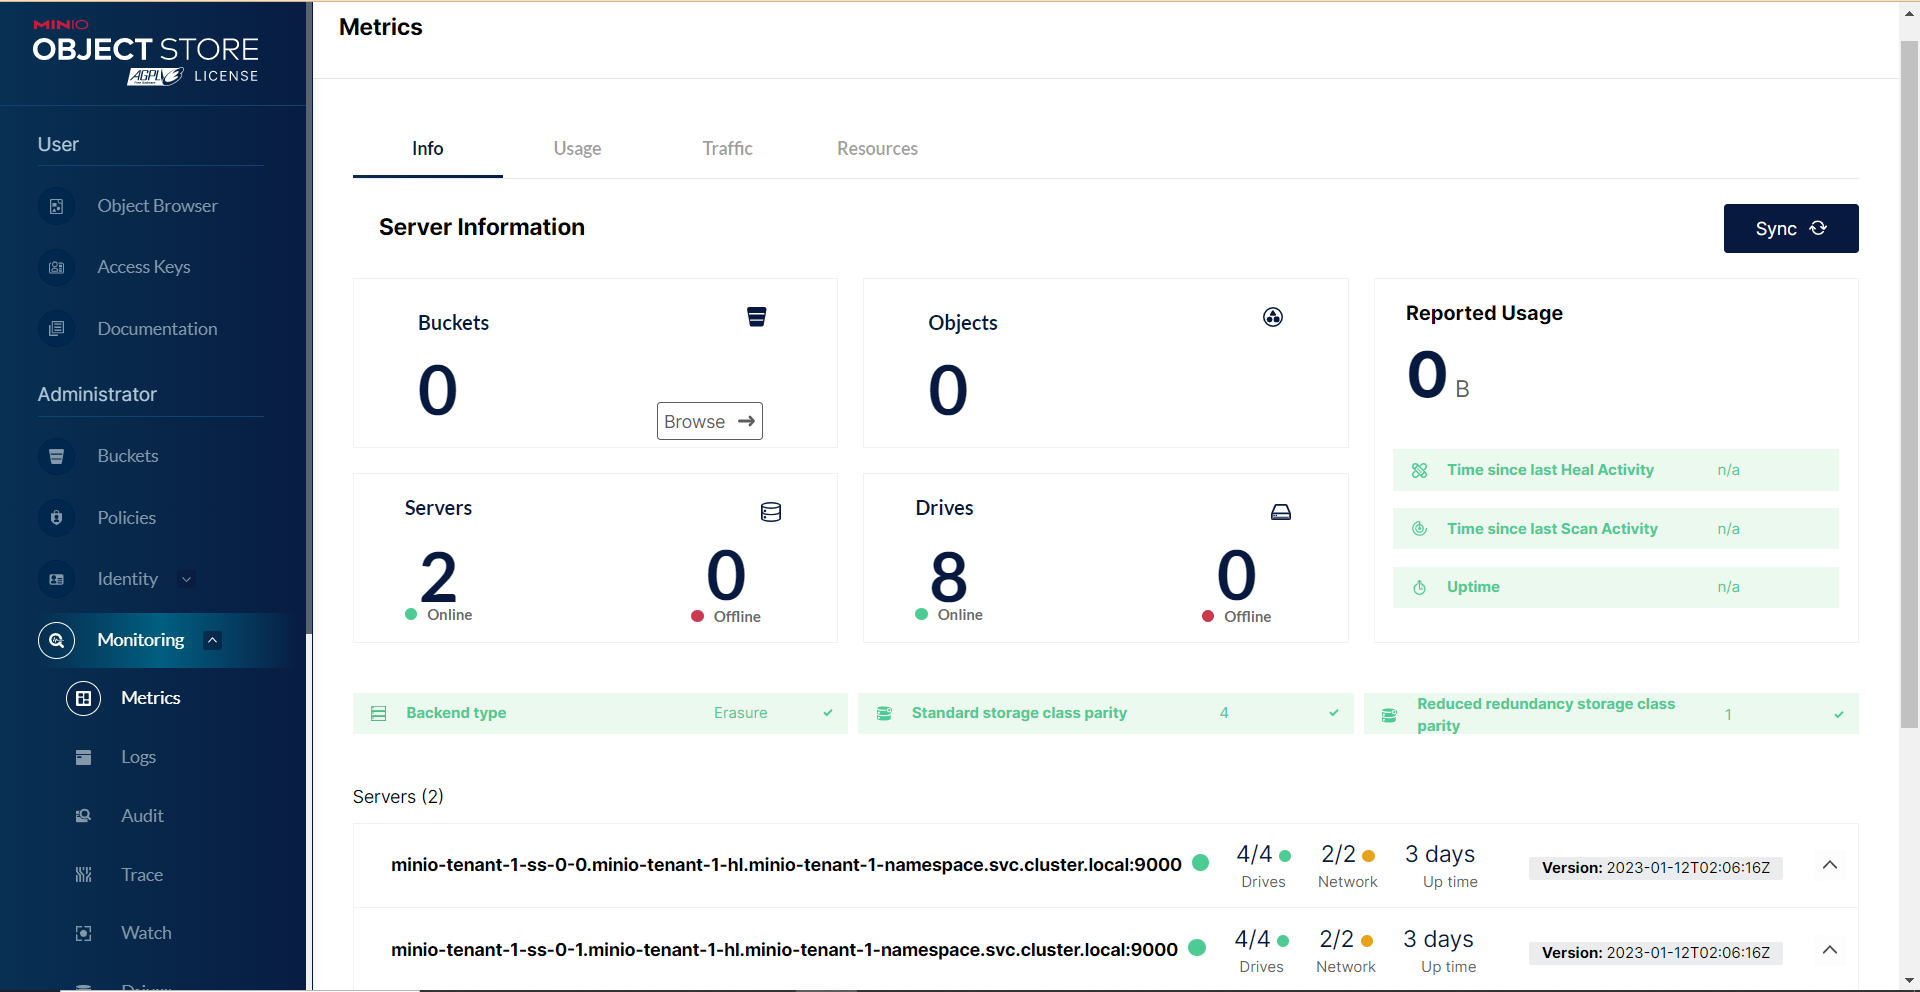 MINIO
OBJECT STORE
AGPL v3 LICENSE
User
Object Browser
Access Keys
Documentation
Administrator
Buckets
Policies
Identity
Monitoring
Metrics
Logs
Audit
Trace
Watch
Metrics
Info Usage Traffic Resources
Server Information
Sync
Buckets
0
Browse
Objects
0
Servers
2 0
Online Offline
Drives
8 0
Online Offline
Reported Usage
0 B
Time since last Heal Activity n/a
Time since last Scan Activity n/a
Uptime n/a
Backend type Erasure
Standard storage class parity 4
Reduced redundancy storage class
parity 1
Servers (2)
minio-tenant-1-ss-0-0.minio-tenant-1-hl.minio-tenant-1-namespace.svc.cluster.local:9000
4/4 2/2 3 days
Drives Network Up time
Version: 2023-01-12T02:06:16Z
minio-tenant-1-ss-0-1.minio-tenant-1-hl.minio-tenant-1-namespace.svc.cluster.local:9000
4/4 2/2 3 days
Drives Network Up time
Version: 2023-01-12T02:06:16Z